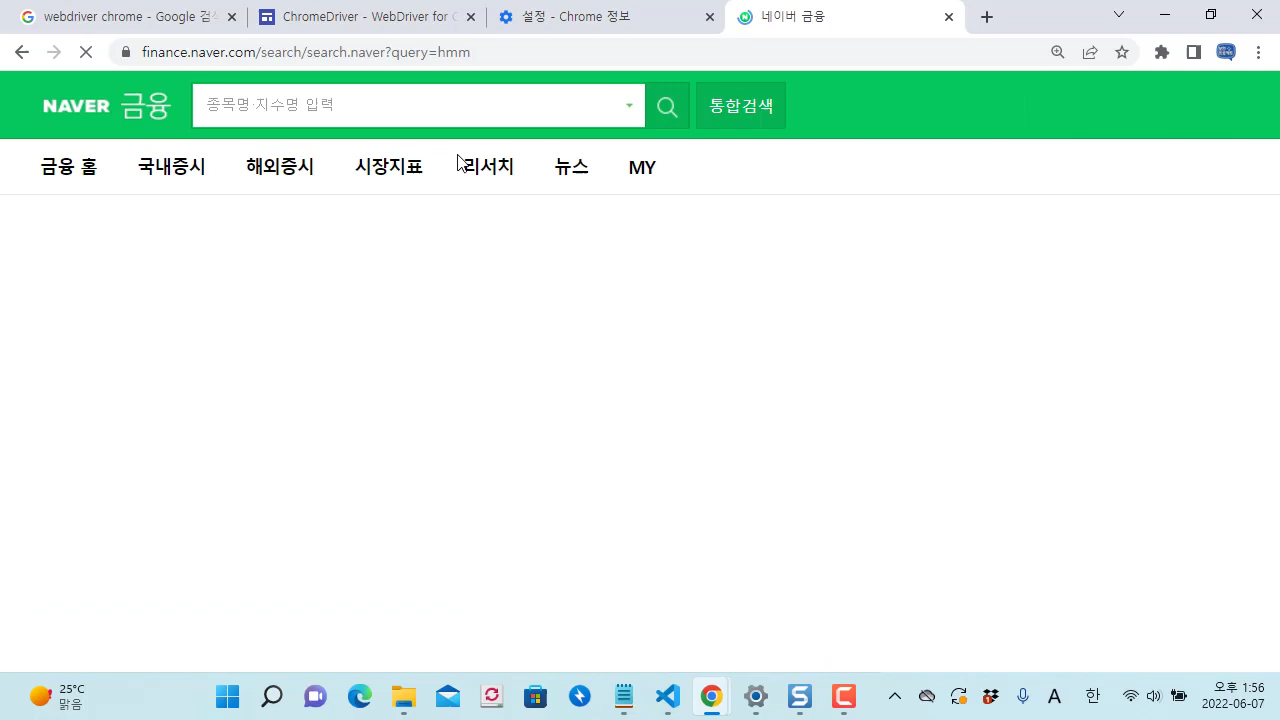 webdriver chrome - Google 검색
ChromeDriver - WebDriver for C
설정 - Chrome 정보
네이버 금융
finance.naver.com/search/search.naver?query=hmm
NAVER 금융
종목명·지수명 입력
통합검색
금융 홈
국내증시
해외증시
시장지표
리서치
뉴스
MY
25°C
맑음
A
한
오후 1:56
2022-06-07